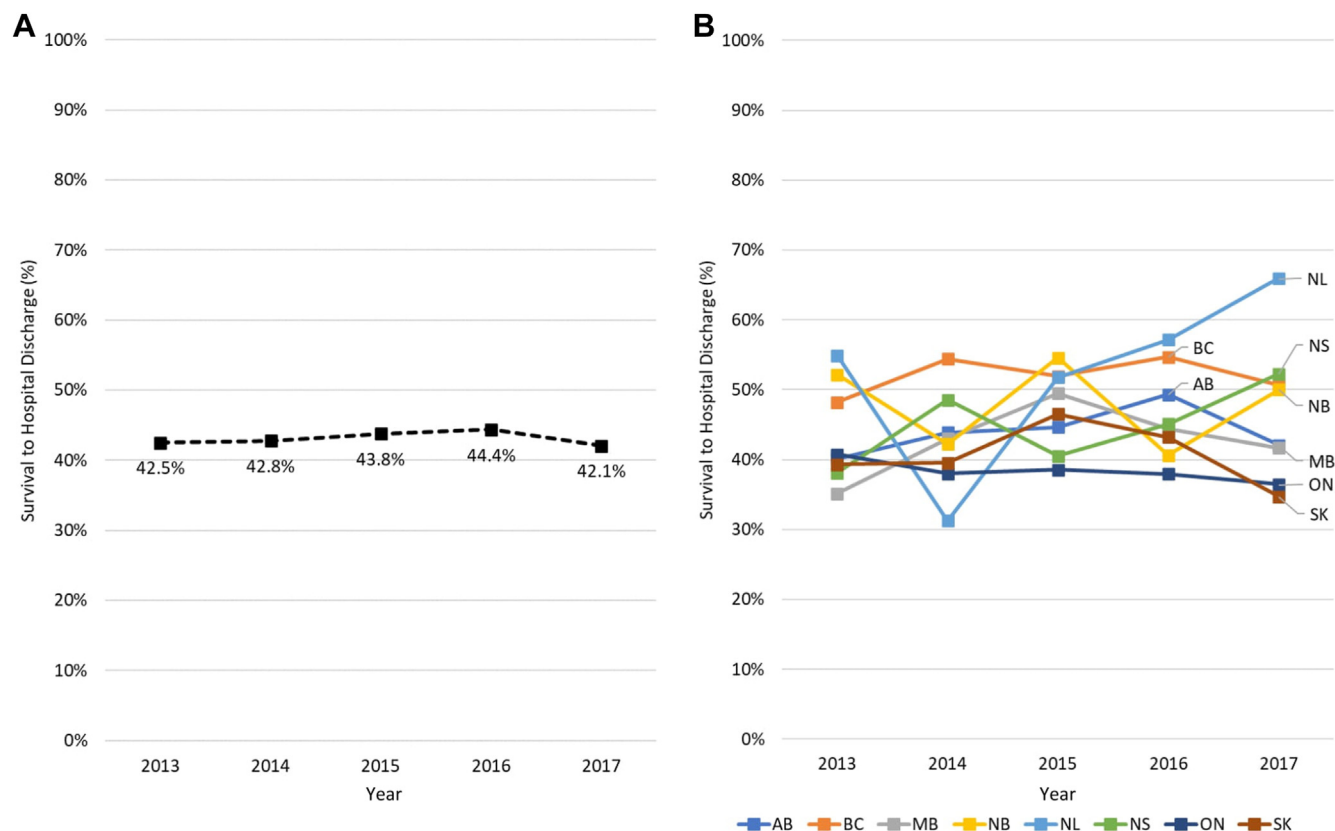 A
100%
90%
80%
70%
60%
50%
40%
30%
20%
10%
0%
Survival to Hospital Discharge (%)
42.5%
42.8%
43.8%
44.4%
42.1%
2013 2014 2015 2016 2017
Year
B
100%
90%
80%
70%
60%
50%
40%
30%
20%
10%
0%
Survival to Hospital Discharge (%)
NL
BC
NS
AB
NB
MB
ON
SK
2013 2014 2015 2016 2017
Year
AB BC MB NB NL NS ON SK